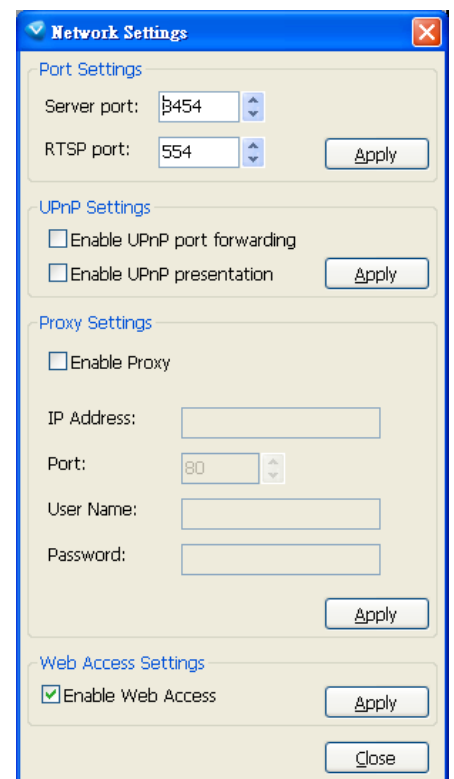 Network Settings
Port Settings
Server port: 3454
RTSP port: 554
Apply
UPnP Settings
Enable UPnP port forwarding
Enable UPnP presentation
Apply
Proxy Settings
Enable Proxy
IP Address:
Port: 80
User Name:
Password:
Apply
Web Access Settings
Enable Web Access
Apply
Close